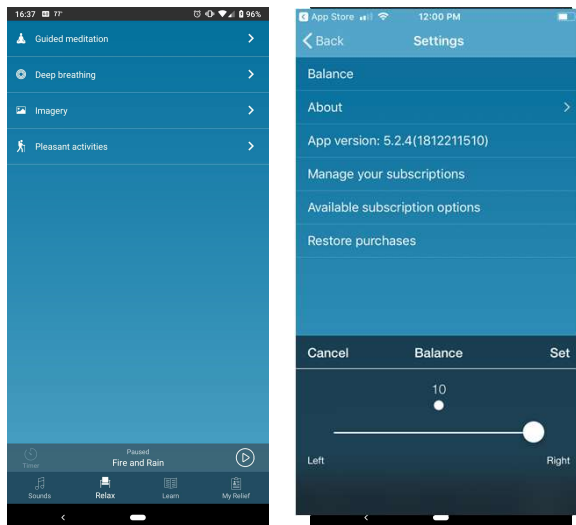 16:37 77° 96%
Guided meditation
Deep breathing
Imagery
Pleasant activities
Paused
Fire and Rain
Timer
Sounds Relax Learn My Relief
App Store 12:00 PM
Back Settings
Balance
About
App version: 5.2.4(1812211510)
Manage your subscriptions
Available subscription options
Restore purchases
Cancel Balance Set
10
Left Right